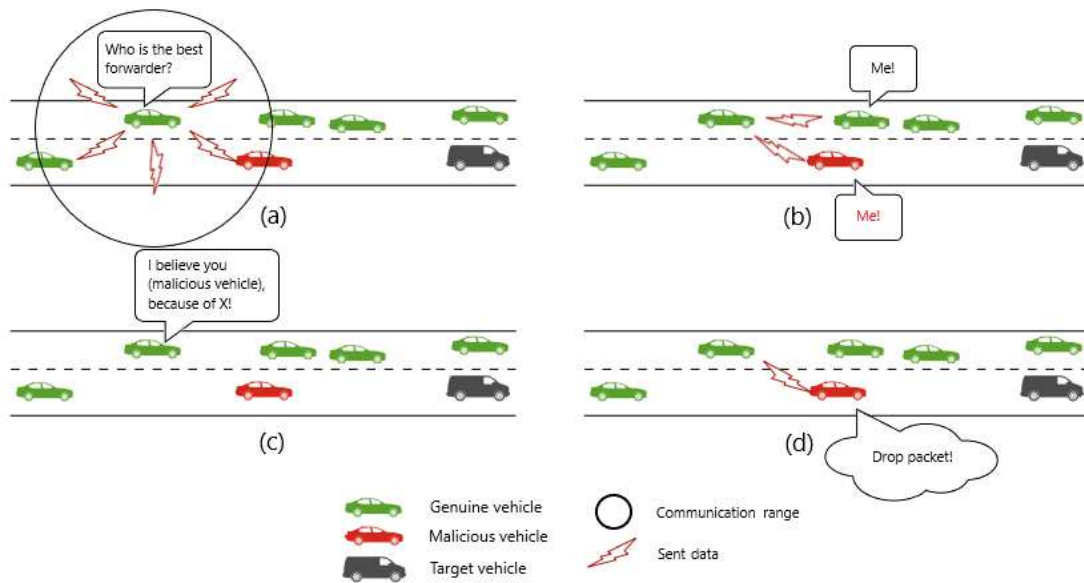 Who is the best
forwarder?
Me!
(a)
(b)
Me!
I believe you
(malicious vehicle),
because of X!
(c)
(d)
Drop packet!
Genuine vehicle
Communication range
Malicious vehicle
Sent data
Target vehicle